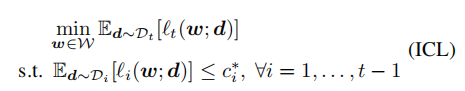 min_{w∈𝒲} 𝔼_{d∼𝒟_t}[ℓ_t(w; d)]
(ICL)
s.t. 𝔼_{d∼𝒟_i}[ℓ_i(w; d)] ≤ c_i^*, ∀i = 1, . . . , t − 1